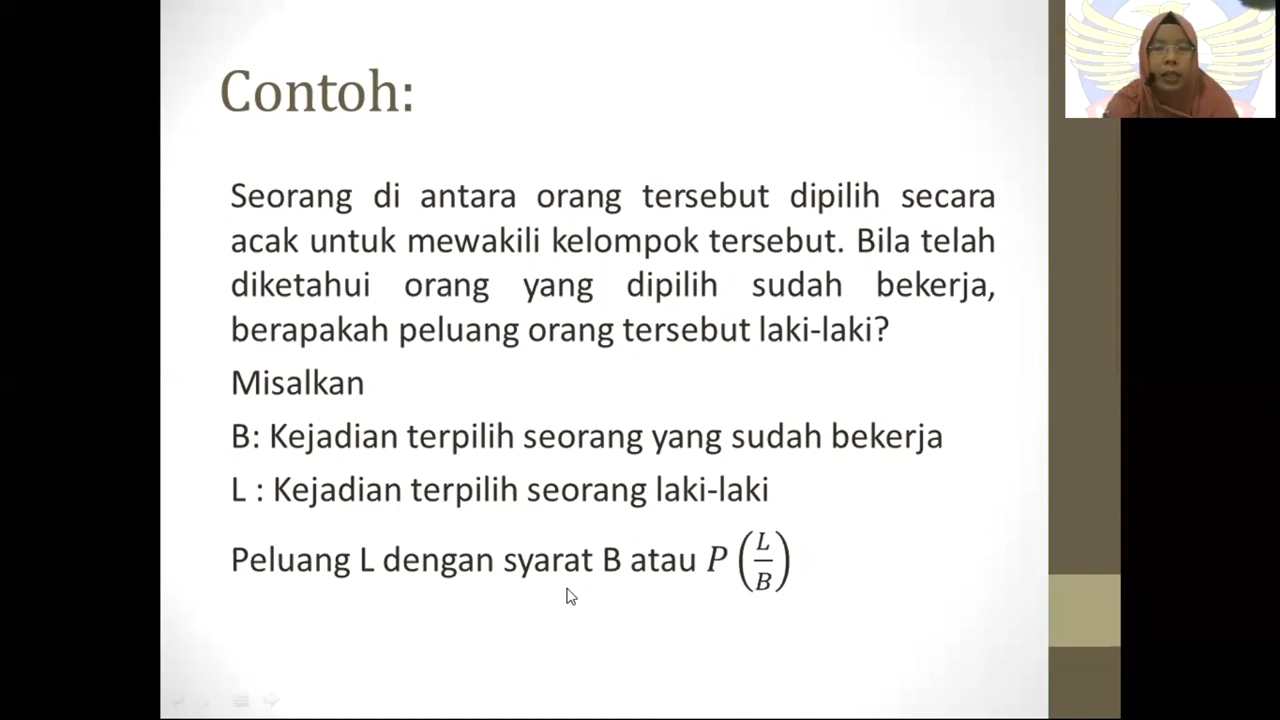 Contoh:
Seorang di antara orang tersebut dipilih secara
acak untuk mewakili kelompok tersebut. Bila telah
diketahui orang yang dipilih sudah bekerja,
berapakah peluang orang tersebut laki-laki?
Misalkan
B: Kejadian terpilih seorang yang sudah bekerja
L : Kejadian terpilih seorang laki-laki
Peluang L dengan syarat B atau P(L/B)